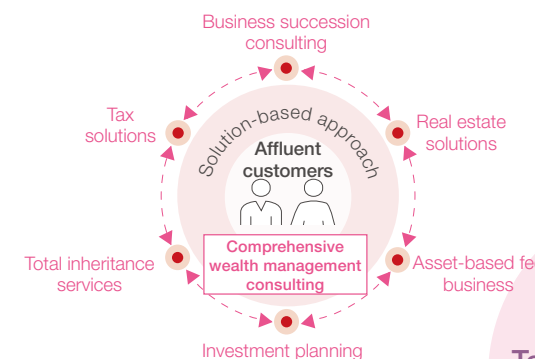 Business succession
consulting
Tax
solutions
Solution-based approach
Real estate
solutions
Affluent
customers
Comprehensive
wealth management
consulting
Total inheritance
services
Asset-based
business
Investment planning